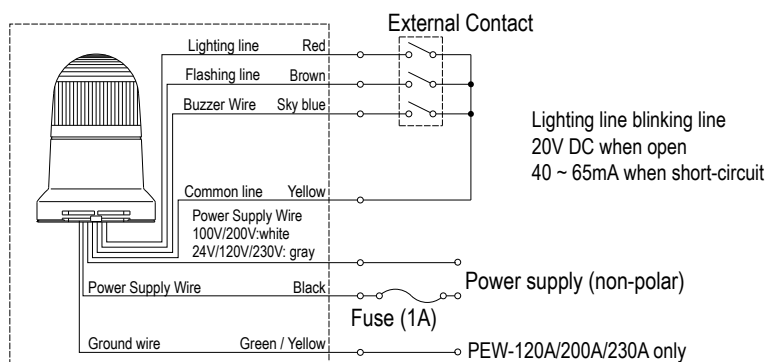 External Contact
Lighting line Red
Flashing line Brown
Buzzer Wire Sky blue
Lighting line blinking line
20V DC when open
40 ~ 65mA when short-circuit
Common line Yellow
Power Supply Wire
100V/200V:white
24V/120V/230V: gray
Power supply (non-polar)
Power Supply Wire Black
Fuse (1A)
Ground wire Green / Yellow
PEW-120A/200A/230A only